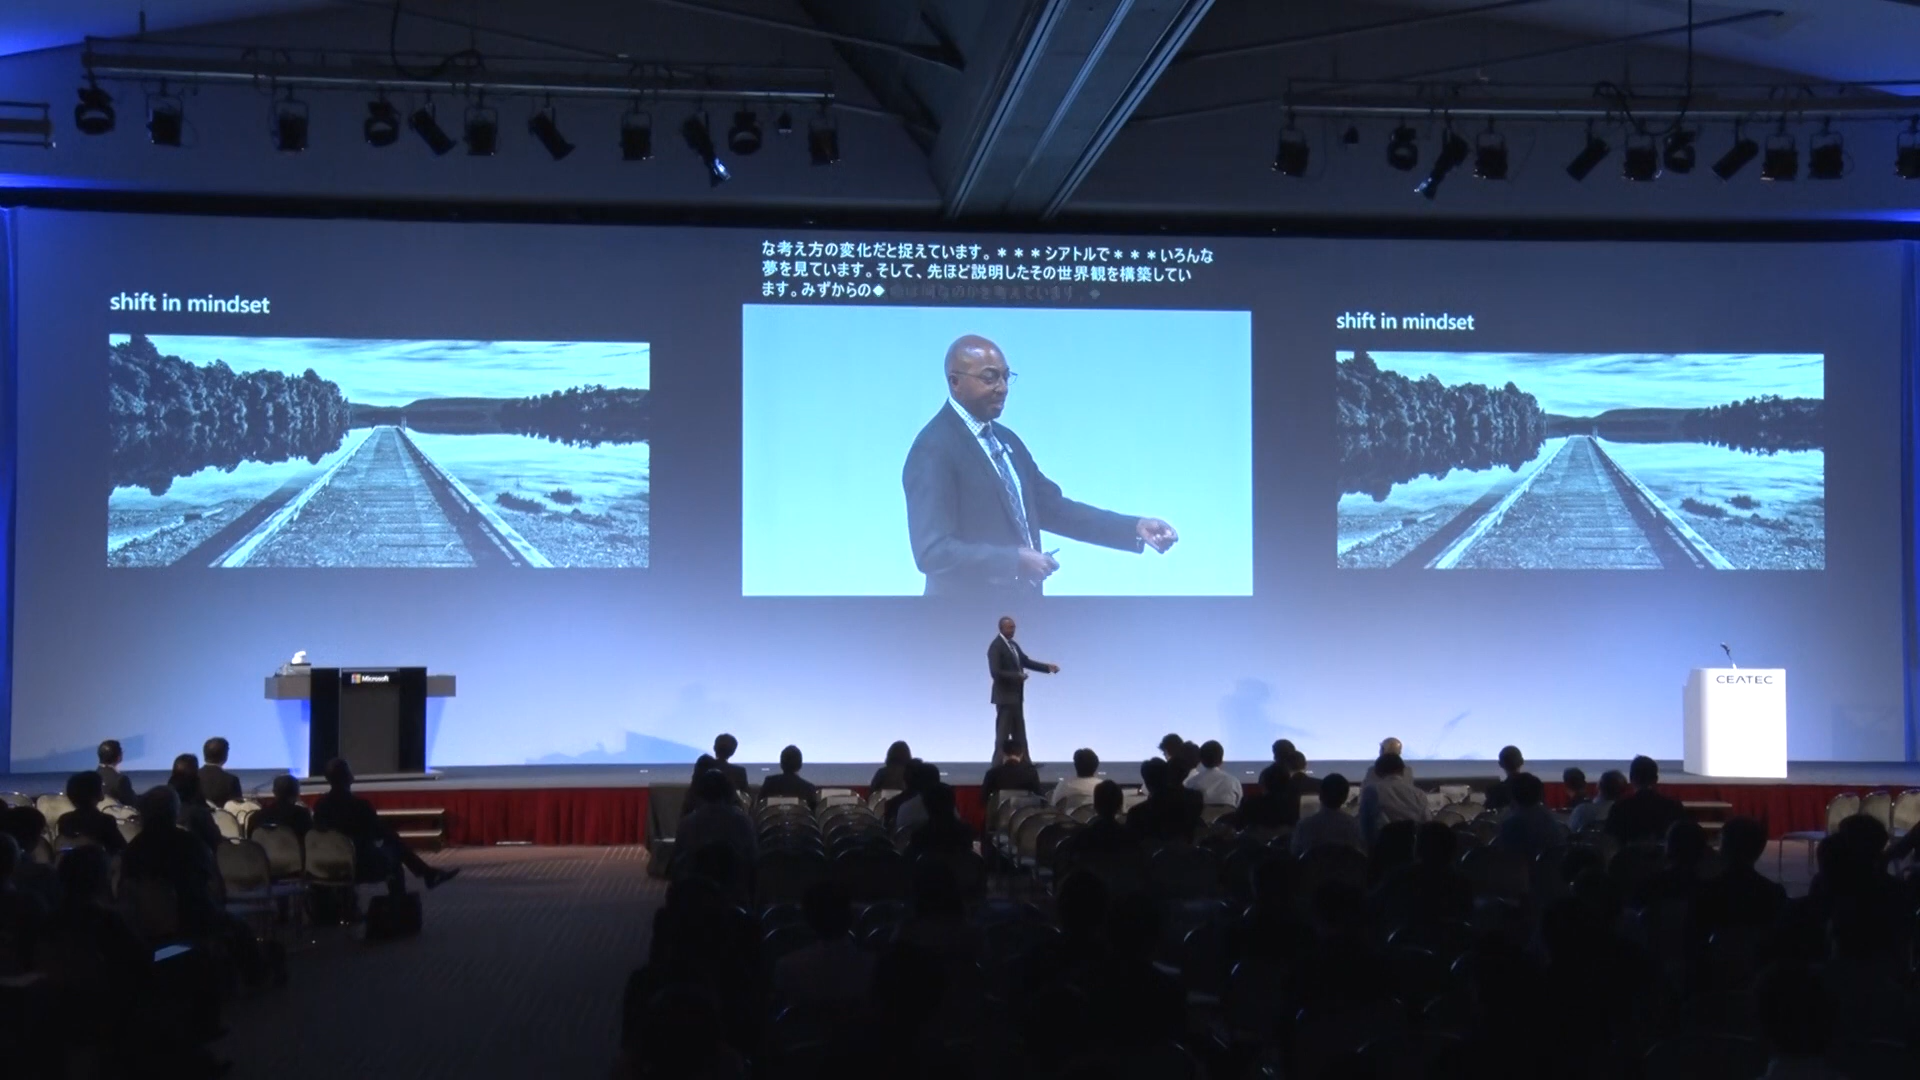 な考え方の変化だと捉えています。＊＊＊シアトルで＊＊＊いろんな
夢を見ています。そして、先ほど説明したその世界観を構築してい
ます。みずからの◆
shift in mindset
shift in mindset
Microsoft
CEATEC